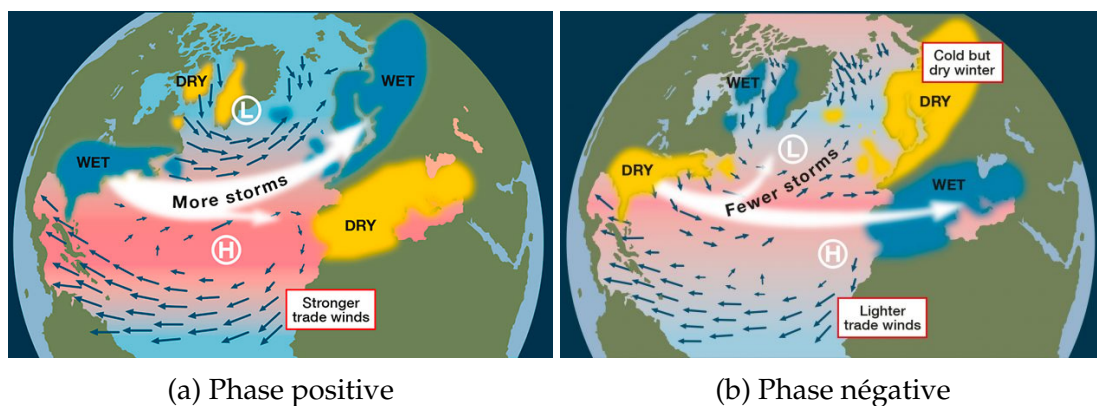 DRY
WET
L
WET
More storms
DRY
H
Stronger
trade winds
(a) Phase positive
Cold but
dry winter
WET
DRY
L
DRY
Fewer storms
WET
H
Lighter
trade winds
(b) Phase négative